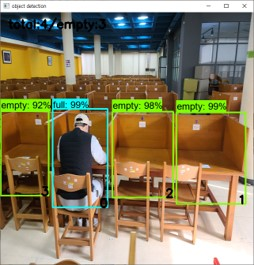 object detection
total:4/empty:3
empty: 92% full: 99% empty: 98% empty: 99%
3 0 2 1